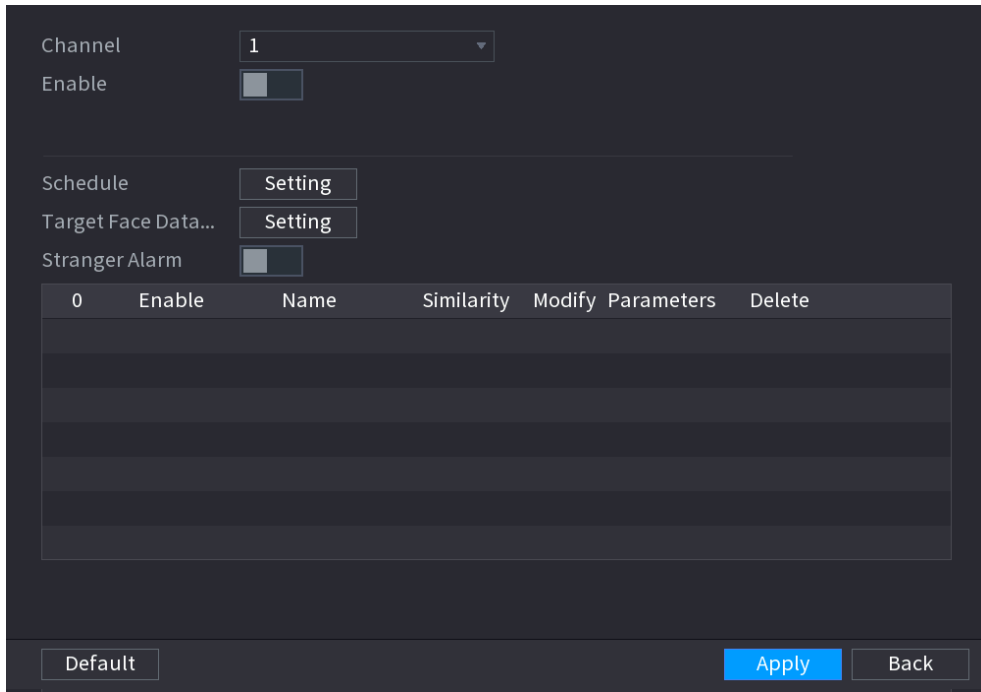 Channel 1
Enable
Schedule Setting
Target Face Data... Setting
Stranger Alarm
0 Enable Name Similarity Modify Parameters Delete
Default Apply Back